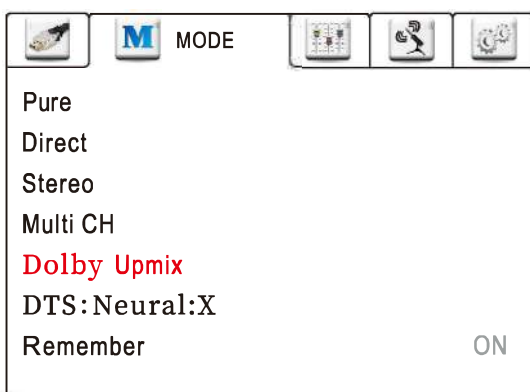 M MODE
Pure
Direct
Stereo
Multi CH
Dolby Upmix
DTS:Neural:X
Remember ON